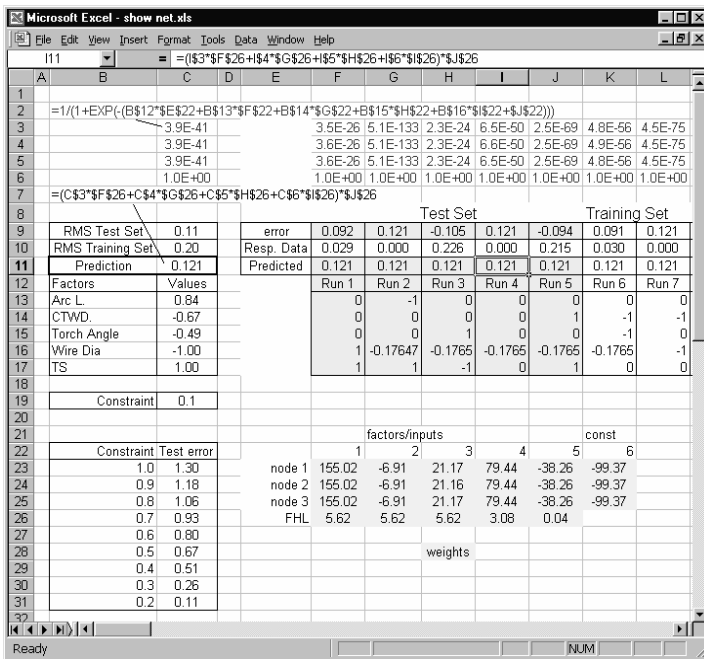 Microsoft Excel - show net.xls
File Edit View Insert Format Tools Data Window Help
I11 = =(I$3*$F$26+I$4*$G$26+I$5*$H$26+I$6*$I$26)*$J$26
A B C D E F G H I J K L
1
2 =1/(1+EXP(-(B$12*$E$22+B$13*$F$22+B$14*$G$22+B$15*$H$22+B$16*$I$22+$J$22)))
3 3.9E-41 3.5E-26 5.1E-133 2.3E-24 6.5E-50 2.5E-69 4.8E-56 4.5E-75
4 3.9E-41 3.6E-26 5.1E-133 2.3E-24 6.6E-50 2.5E-69 4.9E-56 4.5E-75
5 3.9E-41 3.6E-26 5.1E-133 2.3E-24 6.5E-50 2.5E-69 4.8E-56 4.5E-75
6 1.0E+00 1.0E+00 1.0E+00 1.0E+00 1.0E+00 1.0E+00 1.0E+00 1.0E+00
7 =(C$3*$F$26+C$4*$G$26+C$5*$H$26+C$6*$I$26)*$J$26
8 Test Set Training Set
9 RMS Test Set 0.11 error 0.092 0.121 -0.105 0.121 -0.094 0.091 0.121
10 RMS Training Set 0.20 Resp. Data 0.029 0.000 0.226 0.000 0.215 0.030 0.000
11 Prediction 0.121 Predicted 0.121 0.121 0.121 0.121 0.121 0.121 0.121
12 Factors Values Run 1 Run 2 Run 3 Run 4 Run 5 Run 6 Run 7
13 Arc L. 0.84 0 -1 0 0 0 0 0
14 CTWD. -0.67 0 0 0 0 1 -1 -1
15 Torch Angle -0.49 0 0 1 0 0 -1 0
16 Wire Dia -1.00 1 -0.17647 -0.1765 -0.1765 -0.1765 -0.1765 -1
17 TS 1.00 1 1 -1 0 1 0 0
18
19 Constraint 0.1
20
21 factors/inputs const
22 Constraint Test error 1 2 3 4 5 6
23 1.0 1.30 node 1 155.02 -6.91 21.17 79.44 -38.26 -99.37
24 0.9 1.18 node 2 155.02 -6.91 21.16 79.44 -38.26 -99.37
25 0.8 1.06 node 3 155.02 -6.91 21.17 79.44 -38.26 -99.37
26 0.7 0.93 FHL 5.62 5.62 5.62 3.08 0.04
27 0.6 0.80
28 0.5 0.67 weights
29 0.4 0.51
30 0.3 0.26
31 0.2 0.11
32
Ready NUM